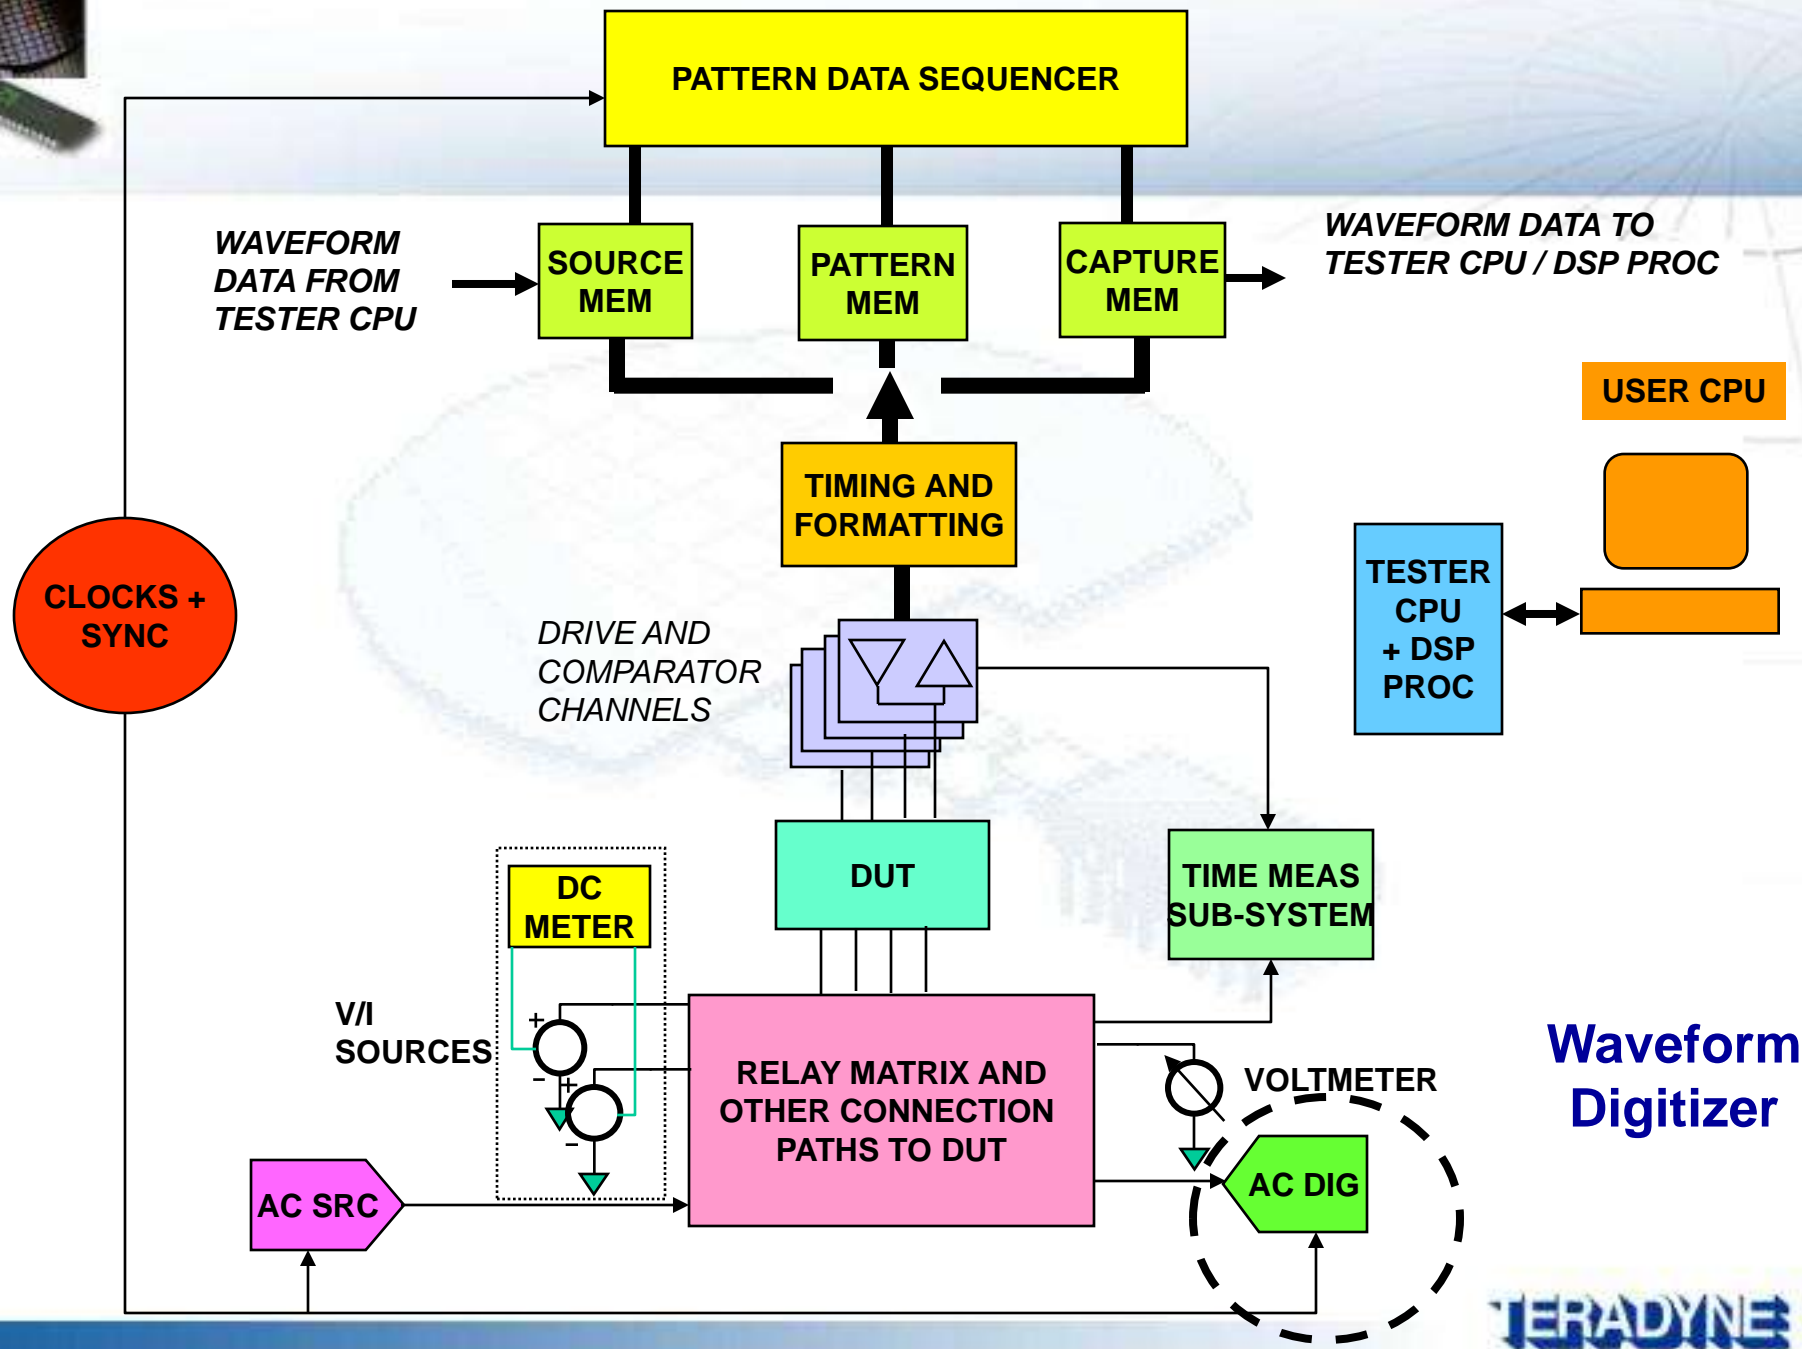 PATTERN DATA SEQUENCER
WAVEFORM
DATA FROM
TESTER CPU
SOURCE
MEM
PATTERN
MEM
CAPTURE
MEM
WAVEFORM DATA TO
TESTER CPU / DSP PROC
USER CPU
TIMING AND
FORMATTING
TESTER
CPU
+ DSP
PROC
CLOCKS +
SYNC
DRIVE AND
COMPARATOR
CHANNELS
DUT
TIME MEAS
SUB-SYSTEM
DC
METER
V/I
SOURCES
+
–
+
–
RELAY MATRIX AND
OTHER CONNECTION
PATHS TO DUT
VOLTMETER
Waveform
Digitizer
AC SRC
AC DIG
TERADYNE